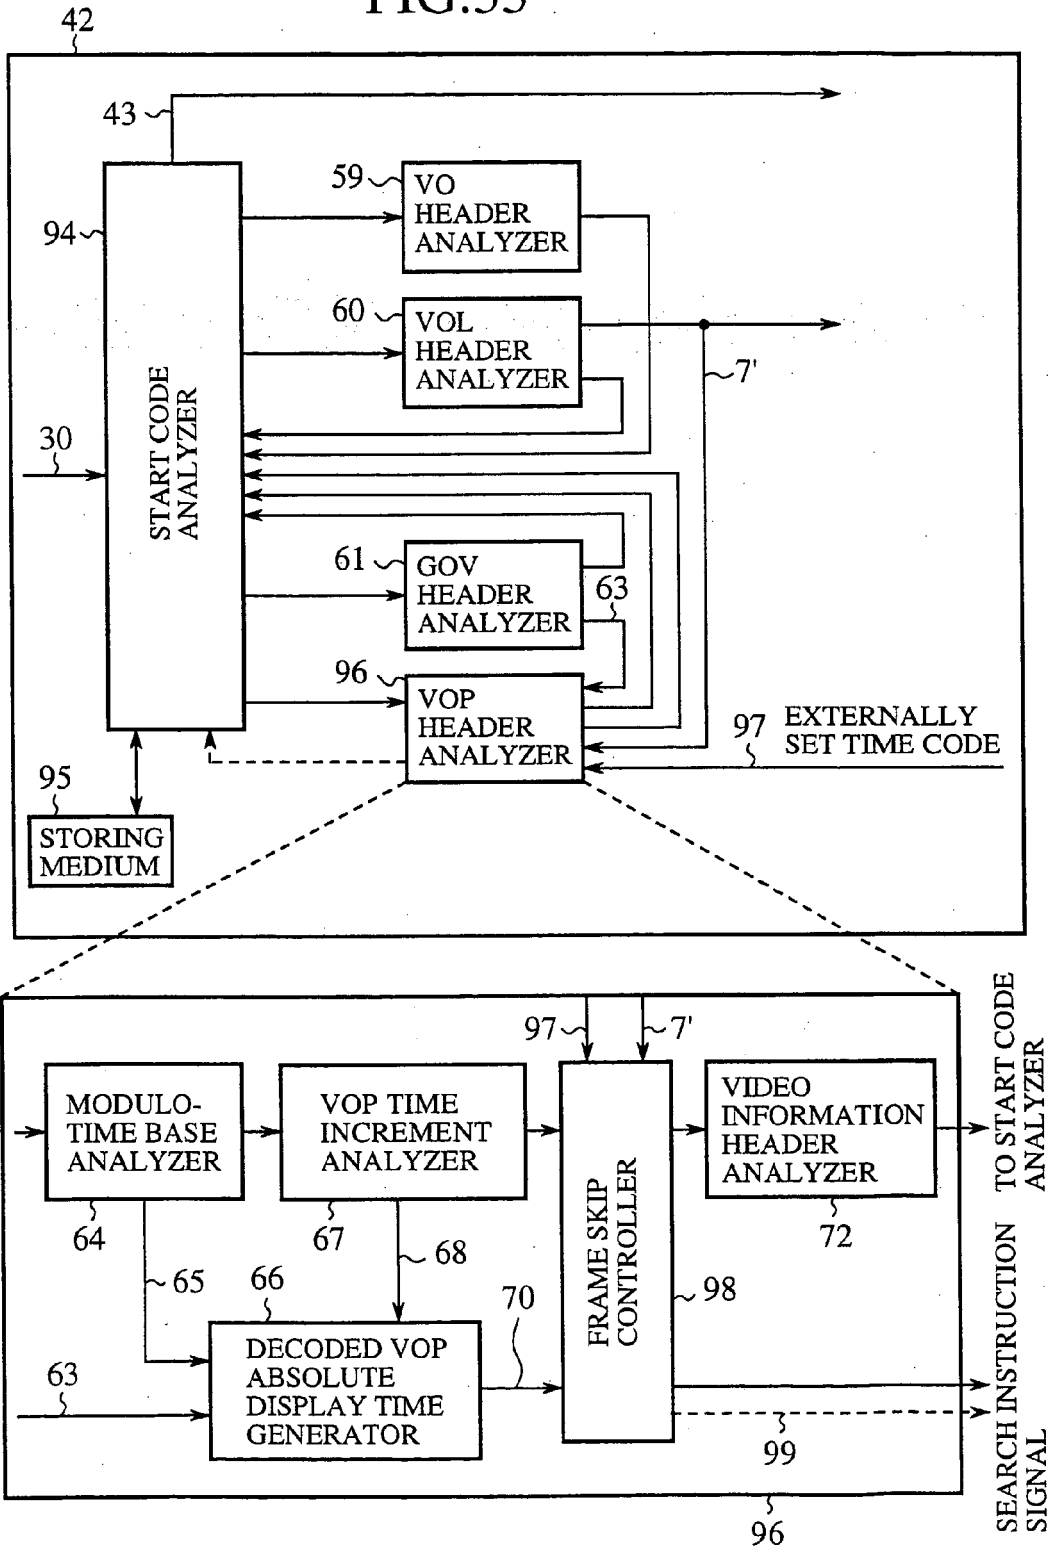 FIG.33
42
43
59
VO
HEADER
ANALYZER
94
60
VOL
HEADER
ANALYZER
7'
START CODE
ANALYZER
30
61
GOV
HEADER
ANALYZER
63
96
VOP
HEADER
ANALYZER
97
EXTERNALLY
SET TIME CODE
95
STORING
MEDIUM
97
7'
MODULO-
TIME BASE
ANALYZER
VOP TIME
INCREMENT
ANALYZER
FRAME SKIP
CONTROLLER
VIDEO
INFORMATION
HEADER
ANALYZER
TO START CODE
ANALYZER
64
67
72
65
68
66
70
98
DECODED VOP
ABSOLUTE
DISPLAY TIME
GENERATOR
63
99
SEARCH INSTRUCTION
SIGNAL
96